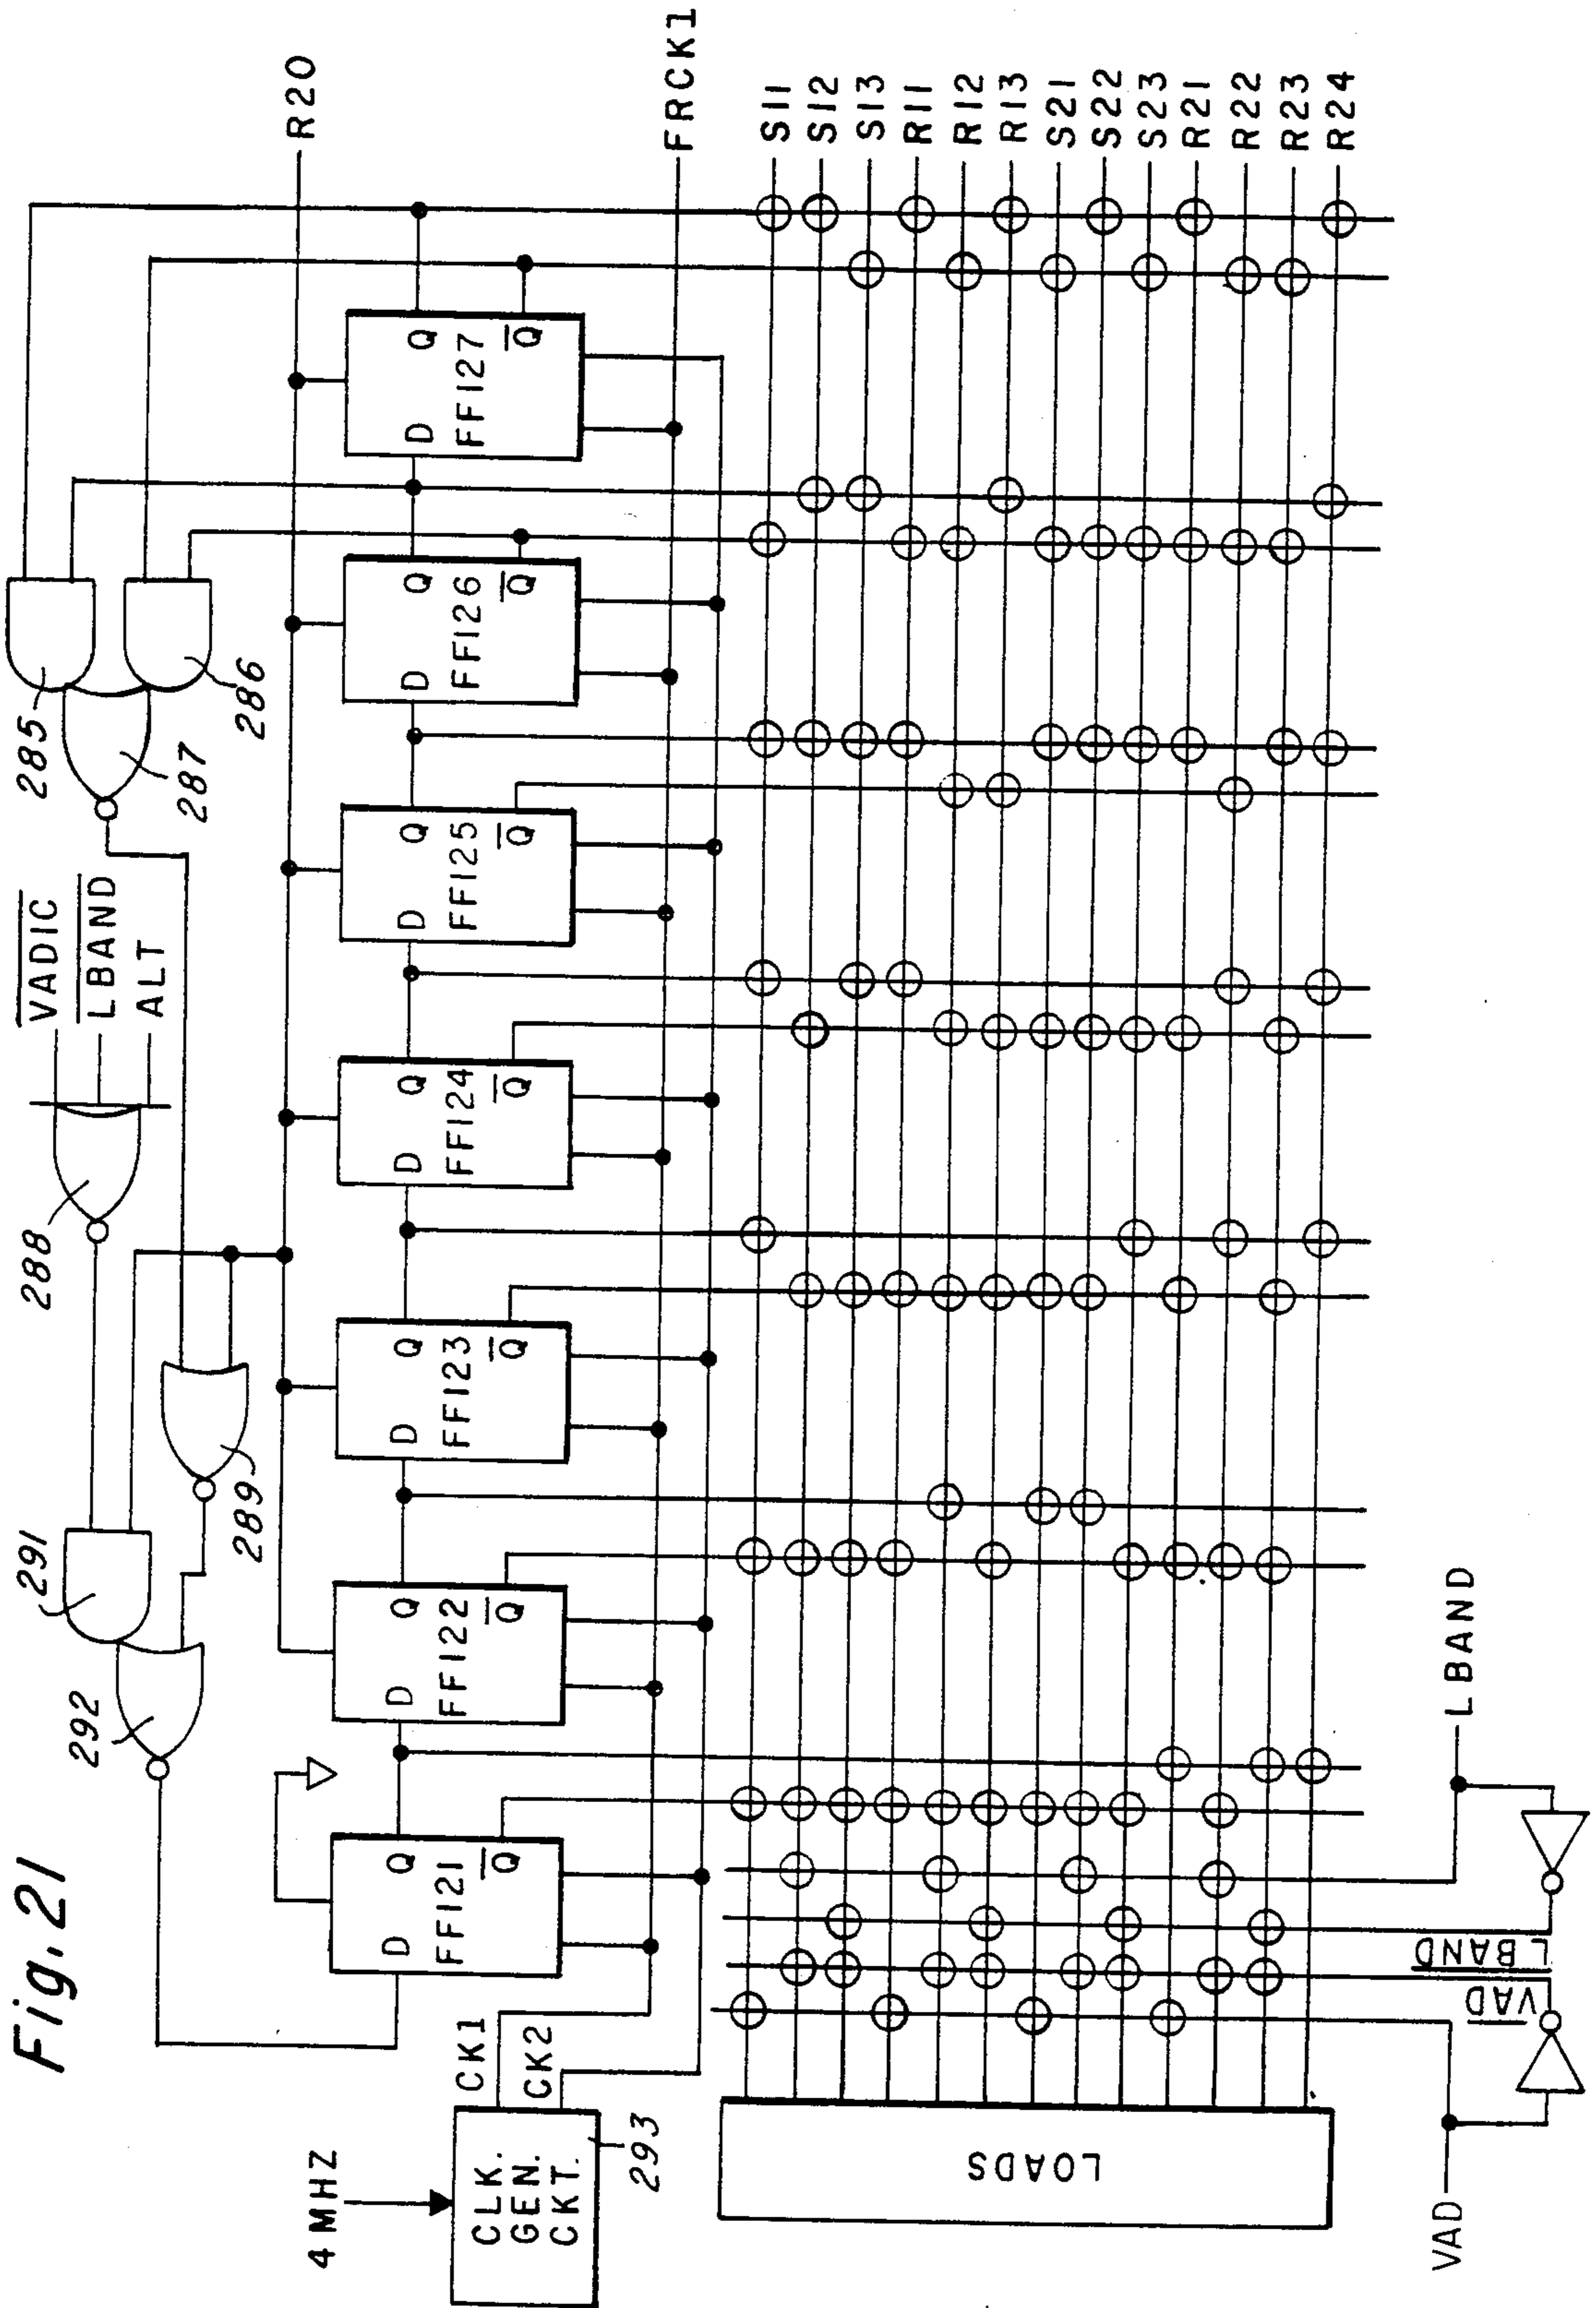 Fig. 21
4 MHZ
CLK.
GEN.
CKT.
293
CK1
CK2
292
291
289
288
VADIC
LBAND
ALT
287
285
286
R20
FRCK1
D
Q
Q
FF121
D
Q
Q
FF122
D
Q
Q
FF123
D
Q
Q
FF124
D
Q
Q
FF125
D
Q
Q
FF126
D
Q
Q
FF127
S11
S12
S13
R11
R12
R13
S21
S22
S23
R21
R22
R23
R24
LOADS
VAD
VAD
LBAND
LBAND